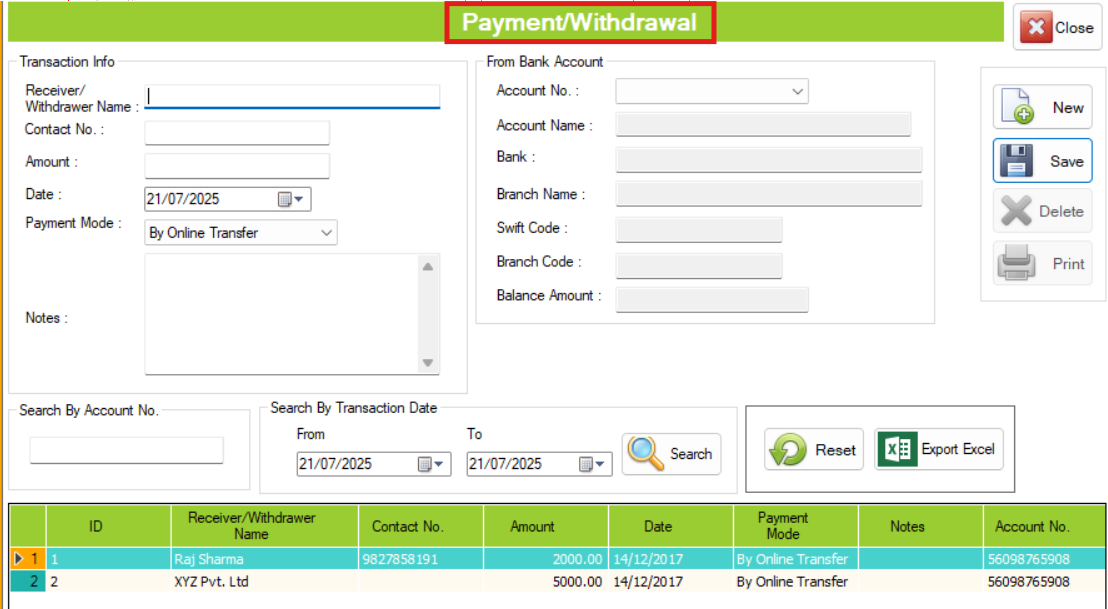 Payment/Withdrawal
Close
Transaction Info
Receiver/
Withdrawer Name :
Contact No. :
Amount :
Date :
21/07/2025
Payment Mode :
By Online Transfer
Notes :
From Bank Account
Account No. :
Account Name :
Bank :
Branch Name :
Swift Code :
Branch Code :
Balance Amount :
New
Save
Delete
Print
Search By Account No.
Search By Transaction Date
From
To
21/07/2025
21/07/2025
Search
Reset
Export Excel
ID Receiver/Withdrawer Name Contact No. Amount Date Payment Mode Notes Account No.
1 1 Raj Sharma 9827858191 2000.00 14/12/2017 By Online Transfer 56098765908
2 2 XYZ Pvt. Ltd 5000.00 14/12/2017 By Online Transfer 56098765908